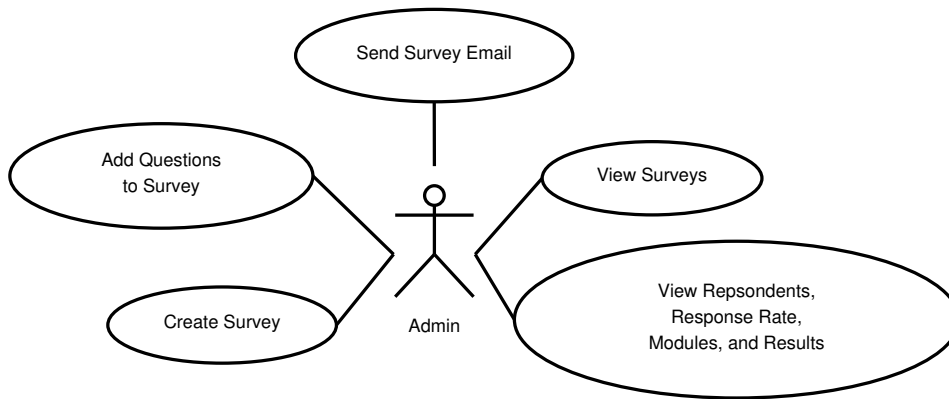 Send Survey Email
Add Questions
to Survey
View Surveys
Create Survey
Admin
View Repsondents,
Response Rate,
Modules, and Results